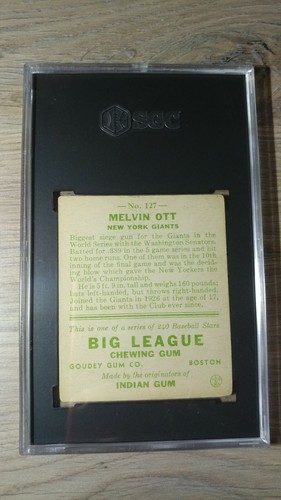 SGC
— No. 127 —
MELVIN OTT
NEW YORK GIANTS
Biggest siege gun for the Giants in the
World Series with the Washington Senators.
Batted for .389 in the 5 game series and hit
two home runs. One of them was in the 10th
inning of the final game and was the decid-
ing blow which gave the New Yorkers the
World's Championship.
He is 5 ft. 9 in. tall and weighs 160 pounds;
bats left-handed, but throws right-handed.
Joined the Giants in 1926 at the age of 17,
and has been with the Club ever since.
This is one of a series of 240 Baseball Stars
BIG LEAGUE
CHEWING GUM
GOUDEY GUM CO. BOSTON
Made by the originators of
INDIAN GUM